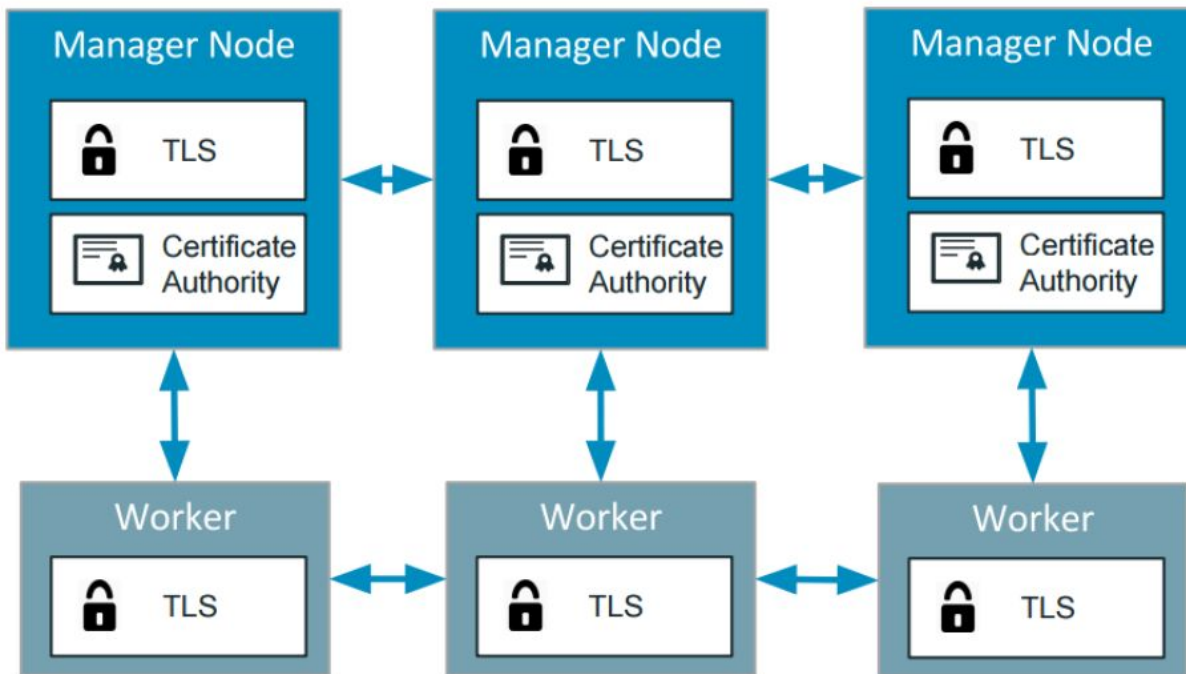 Manager Node
Manager Node
Manager Node
TLS
TLS
TLS
Certificate
Authority
Certificate
Authority
Certificate
Authority
Worker
Worker
Worker
TLS
TLS
TLS